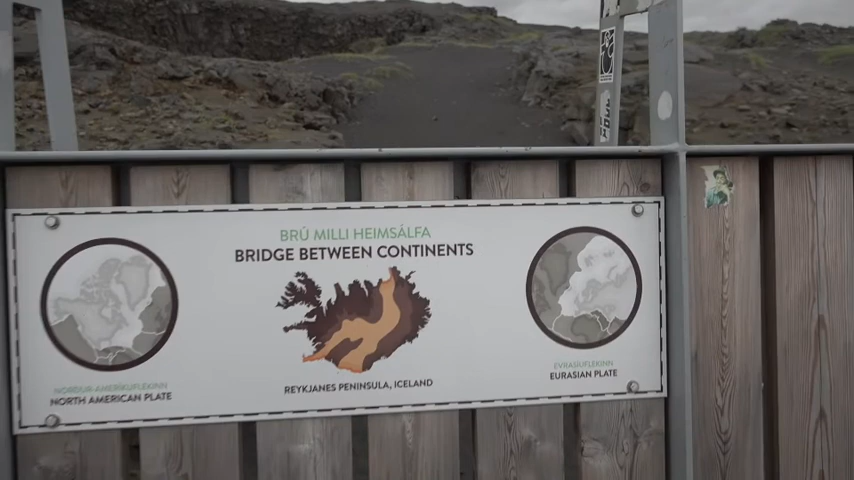 BRÚ MILLI HEIMSÁLFA
BRIDGE BETWEEN CONTINENTS
NORÐUR-AMERÍKUFLEKINN
NORTH AMERICAN PLATE
REYKJANES PENINSULA, ICELAND
EVRASÍUFLEKINN
EURASIAN PLATE